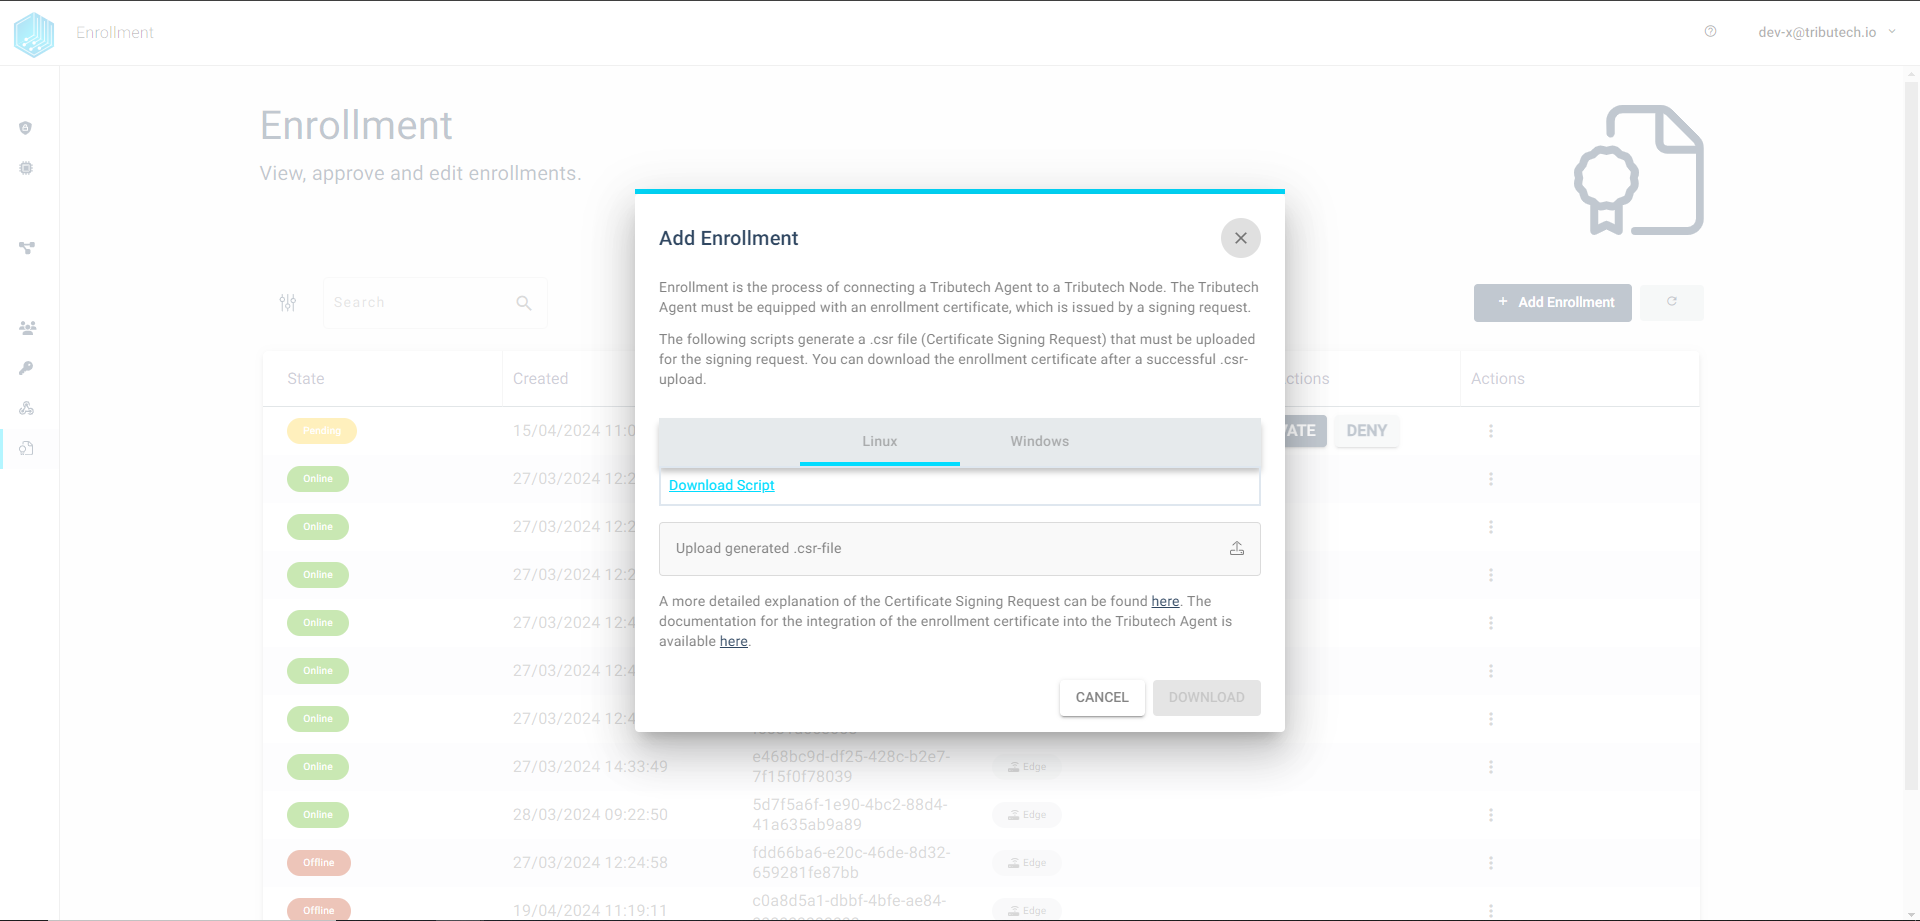 Enrollment
dev-x@tributech.io
Enrollment
View, approve and edit enrollments.
Search
Add Enrollment
State
Created
ctions
Actions
Pending
15/04/2024 11:0
VATE
DENY
Online
27/03/2024 12:2
Online
27/03/2024 12:2
Online
27/03/2024 12:2
Online
27/03/2024 12:4
Online
27/03/2024 12:4
Online
27/03/2024 12:4
Online
27/03/2024 14:33:49
e468bc9d-df25-428c-b2e7-
7f15f0f78039
Edge
Online
28/03/2024 09:22:50
5d7f5a6f-1e90-4bc2-88d4-
41a635ab9a89
Edge
Offline
27/03/2024 12:24:58
fdd66ba6-e20c-46de-8d32-
659281fe87bb
Edge
Offline
19/04/2024 11:19:11
c0a8d5a1-dbbf-4bfe-ae84-
Edge
Add Enrollment
Enrollment is the process of connecting a Tributech Agent to a Tributech Node. The Tributech
Agent must be equipped with an enrollment certificate, which is issued by a signing request.
The following scripts generate a .csr file (Certificate Signing Request) that must be uploaded
for the signing request. You can download the enrollment certificate after a successful .csr-
upload.
Linux
Windows
Download Script
Upload generated .csr-file
A more detailed explanation of the Certificate Signing Request can be found here. The
documentation for the integration of the enrollment certificate into the Tributech Agent is
available here.
CANCEL
DOWNLOAD